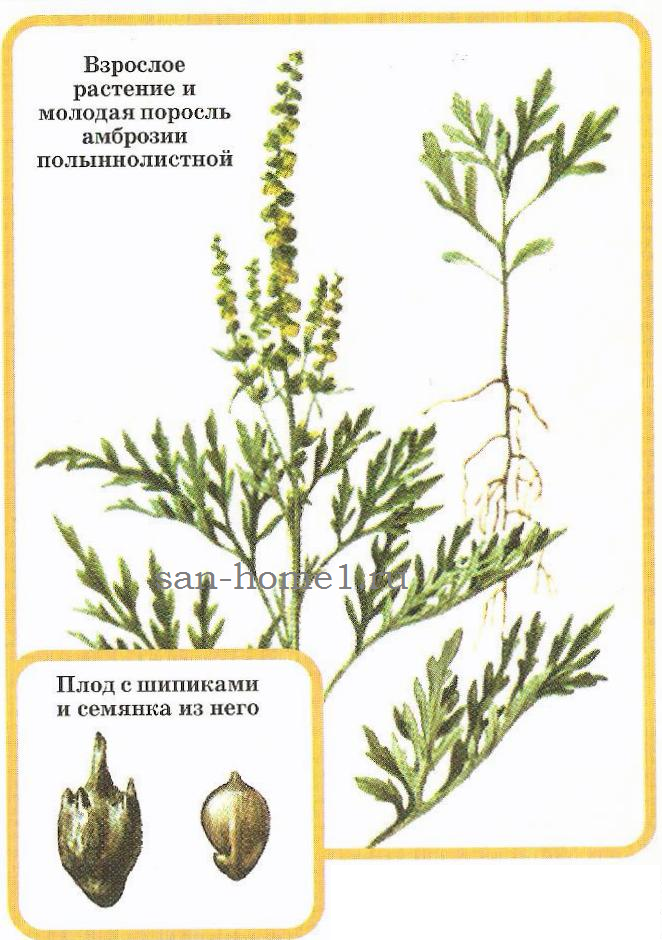 Взрослое
растение и
молодая поросль
амброзии
полыннолистной
san-home1.ru
Плод с шипиками
и семянка из него